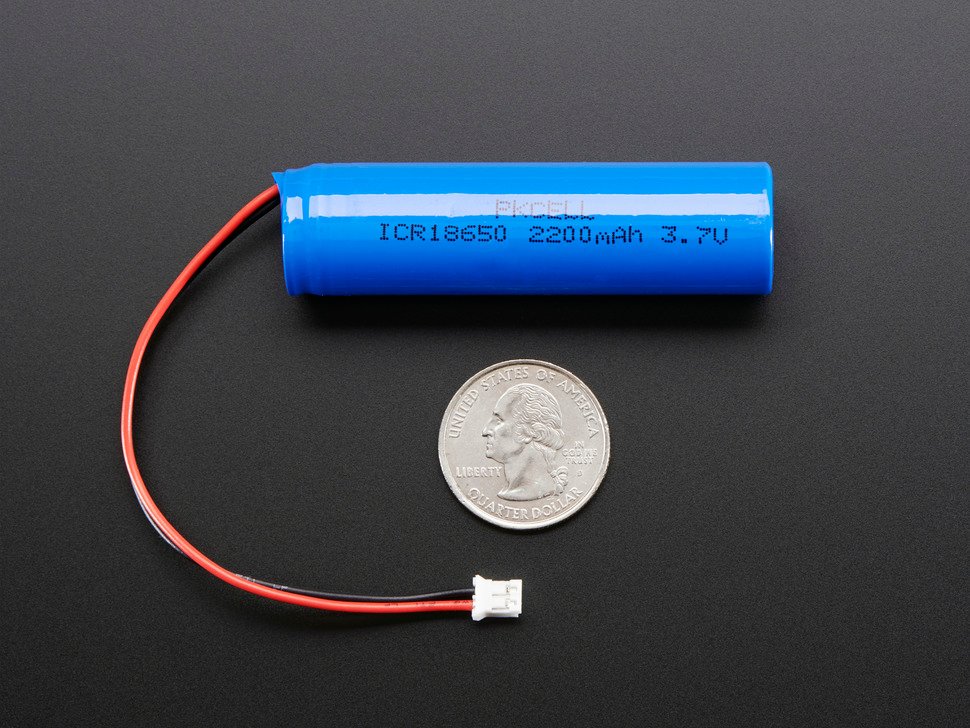 PKCELL
ICR18650 2200mAh 3.7V
UNITED STATES OF AMERICA
LIBERTY
IN
GOD WE
TRUST
QUARTER DOLLAR